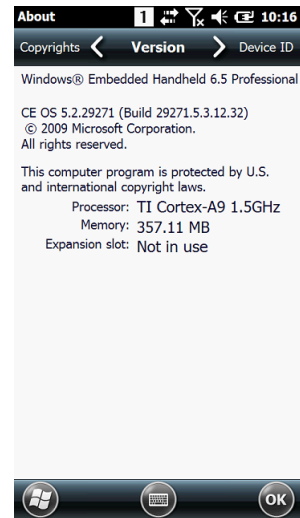 About 1 10:16
Copyrights Version Device ID
Windows® Embedded Handheld 6.5 Professional
CE OS 5.2.29271 (Build 29271.5.3.12.32)
© 2009 Microsoft Corporation.
All rights reserved.
This computer program is protected by U.S.
and international copyright laws.
Processor: TI Cortex-A9 1.5GHz
Memory: 357.11 MB
Expansion slot: Not in use
OK